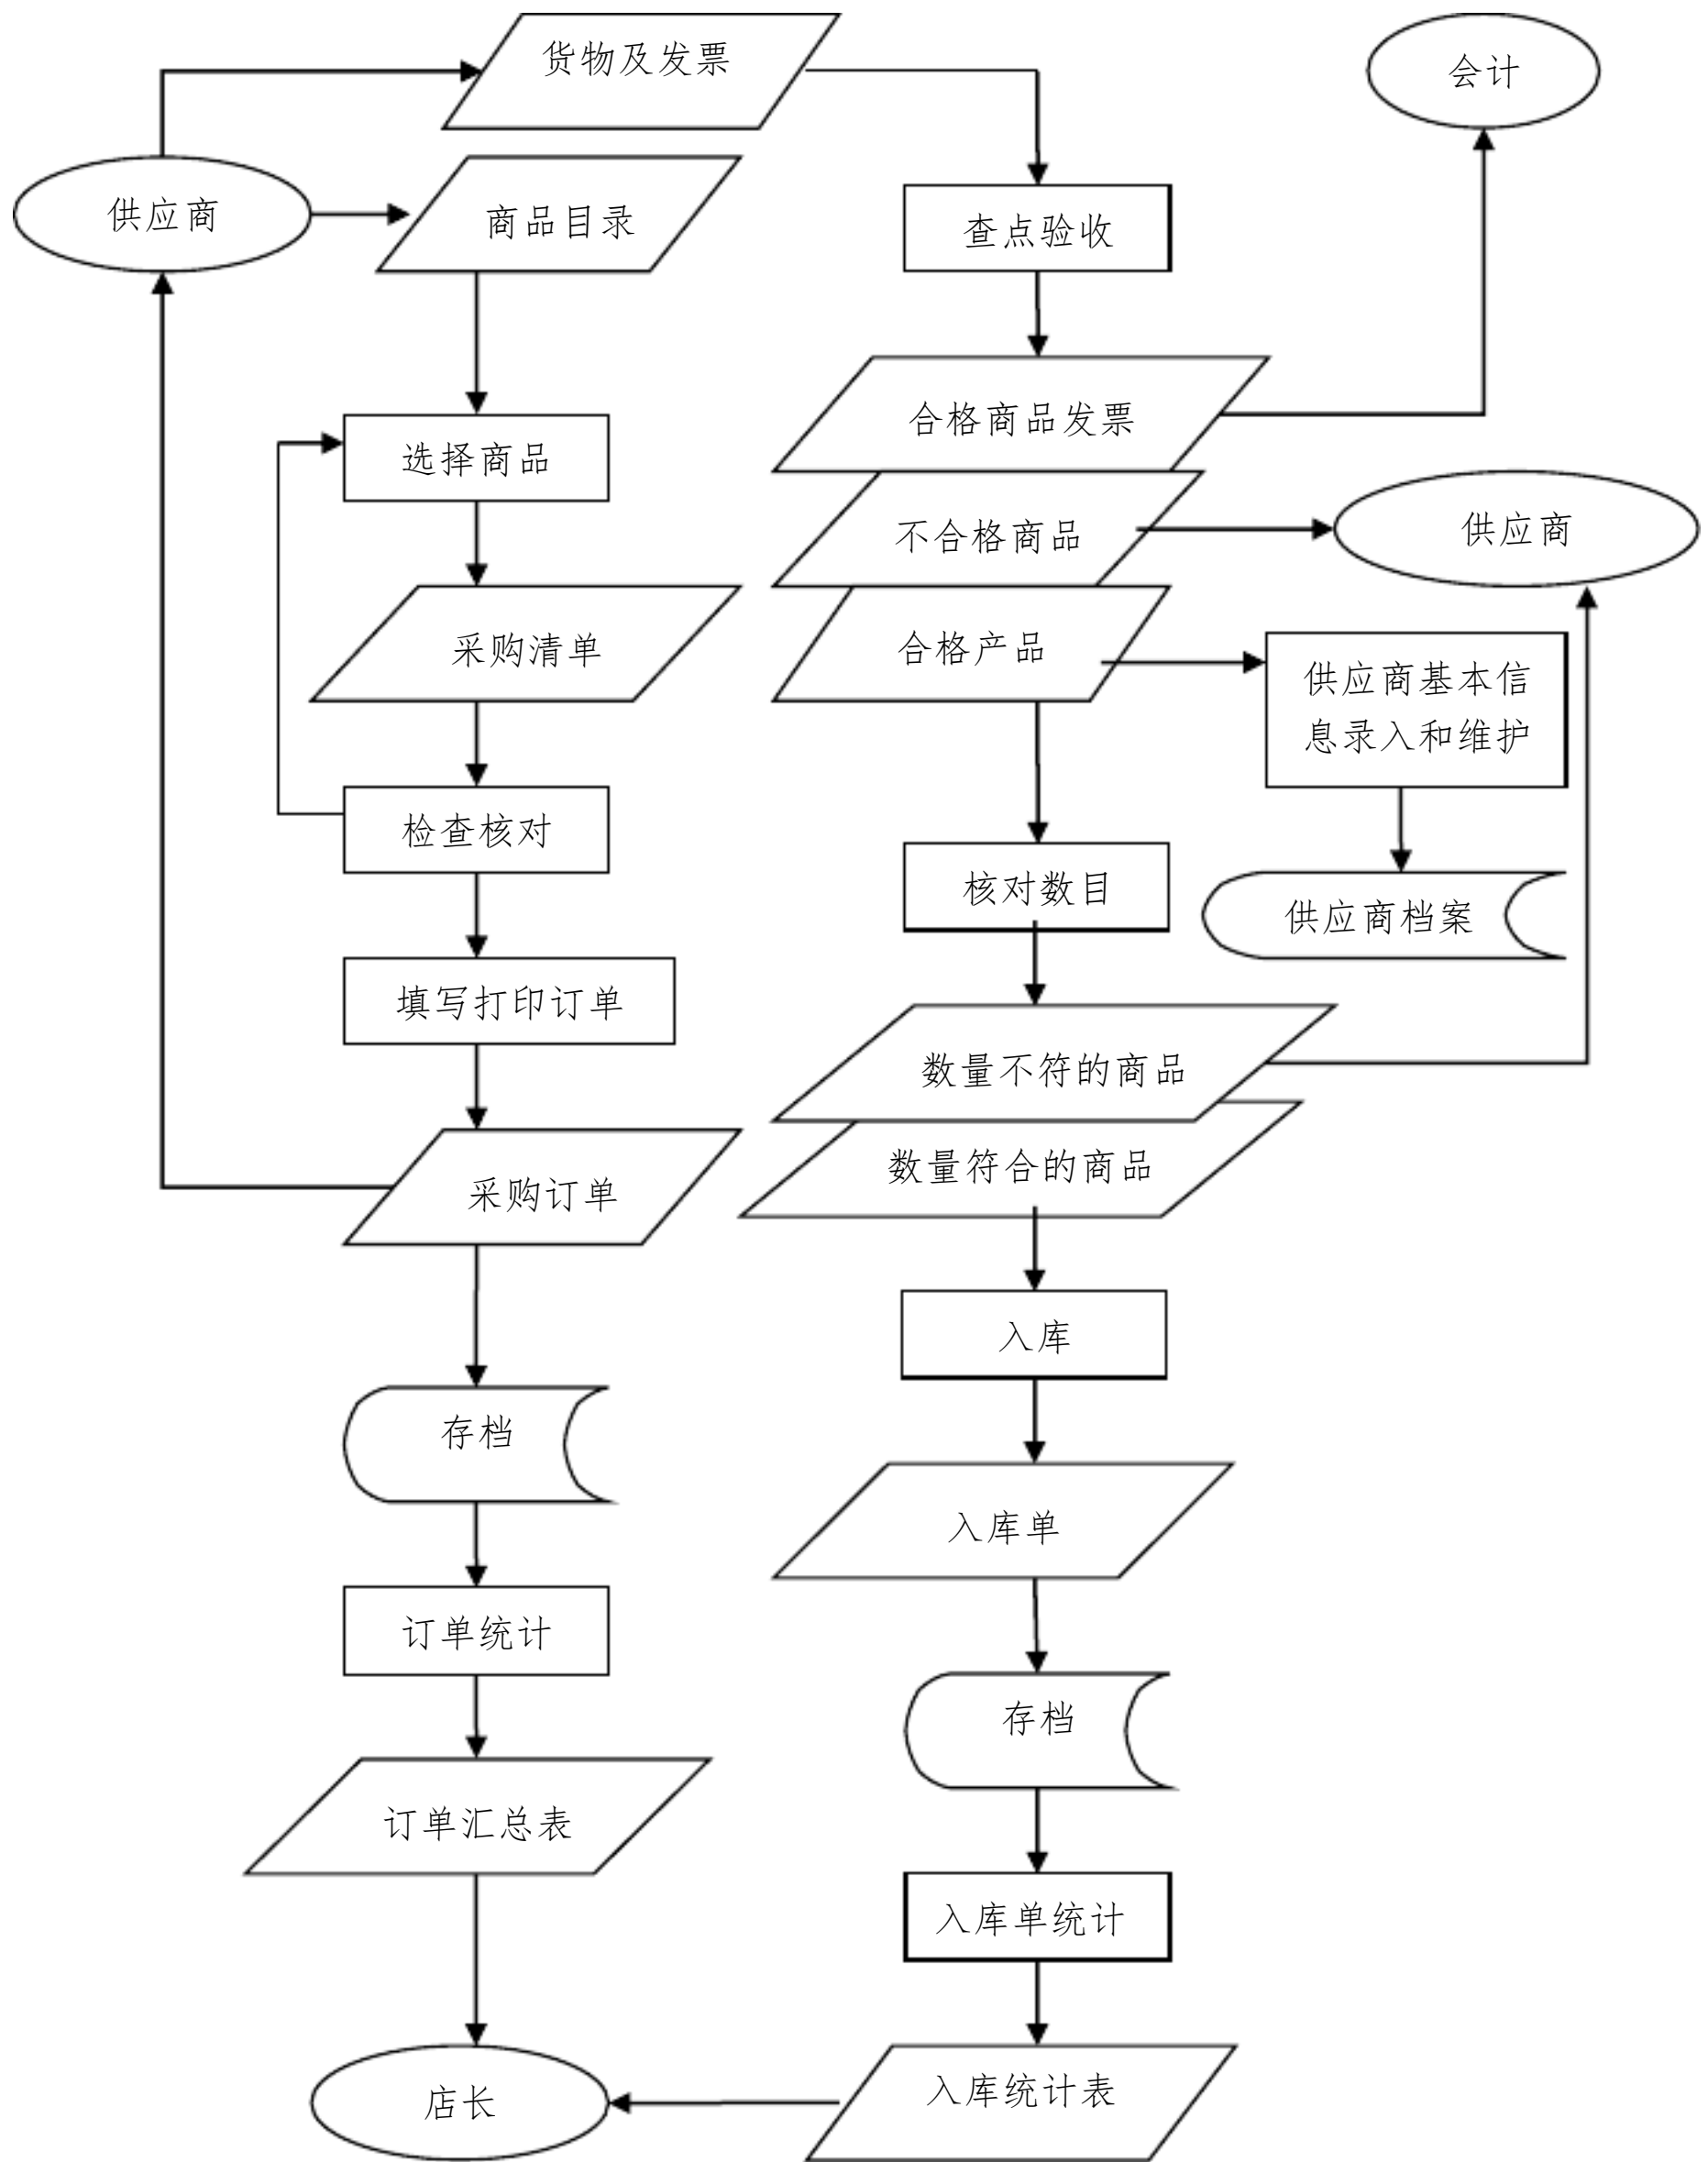 货物及发票
会计
供应商
商品目录
查点验收
合格商品发票
选择商品
不合格商品
供应商
采购清单
合格产品
供应商基本信
息录入和维护
检查核对
核对数目
供应商档案
填写打印订单
数量不符的商品
数量符合的商品
采购订单
入库
存档
入库单
订单统计
存档
订单汇总表
入库单统计
店长
入库统计表